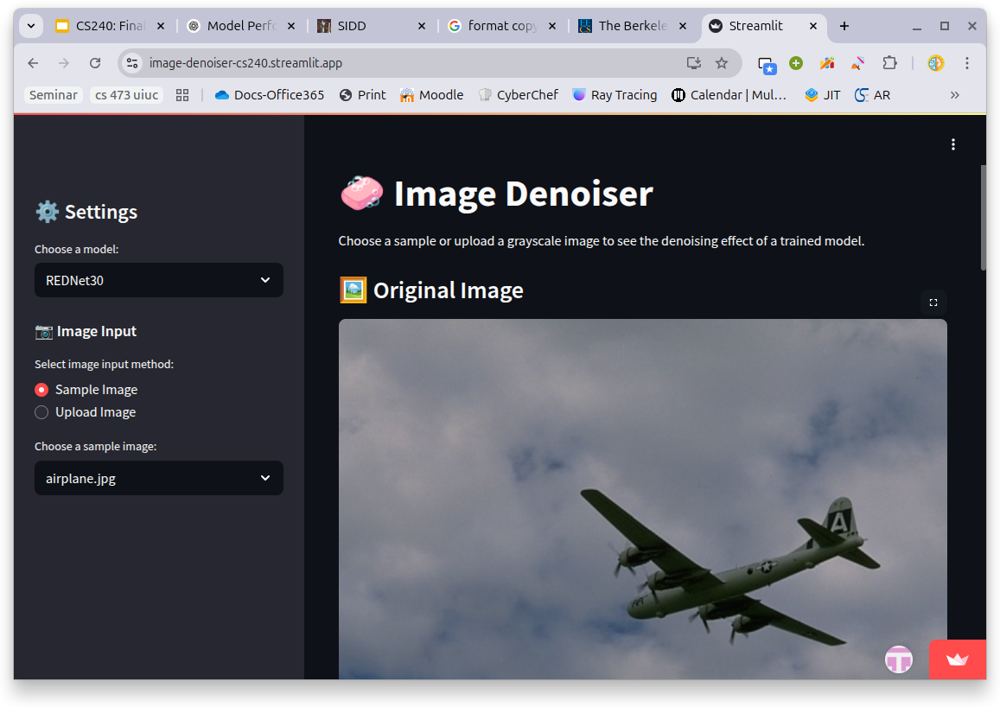 CS240: Fina
Model Perfo
SIDD
format copy
The Berkele
Streamlit
image-denoiser-cs240.streamlit.app
Seminar
cs 473 uiuc
Docs-Office365
Print
Moodle
CyberChef
Ray Tracing
Calendar | Mul…
JIT
AR
Settings
Choose a model:
REDNet30
Image Input
Select image input method:
Sample Image
Upload Image
Choose a sample image:
airplane.jpg
Image Denoiser
Choose a sample or upload a grayscale image to see the denoising effect of a trained model.
Original Image
A